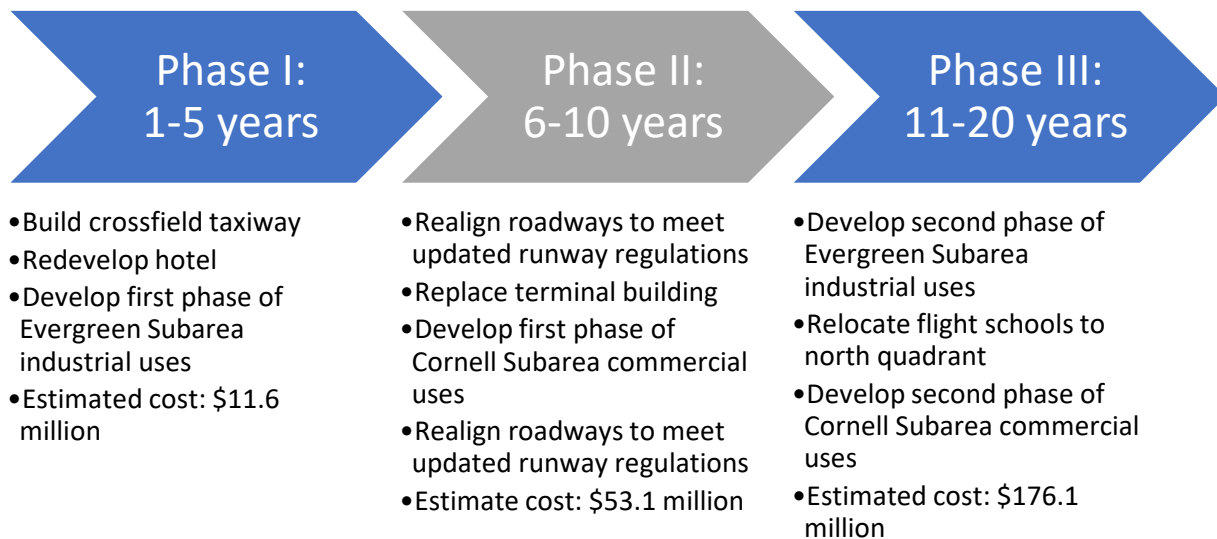 Phase I:
1-5 years
•Build crossfield taxiway
•Redevelop hotel
•Develop first phase of
Evergreen Subarea
industrial uses
•Estimated cost: $11.6
million
Phase II:
6-10 years
•Realign roadways to meet
updated runway regulations
•Replace terminal building
•Develop first phase of
Cornell Subarea commercial
uses
•Realign roadways to meet
updated runway regulations
•Estimate cost: $53.1 million
Phase III:
11-20 years
•Develop second phase of
Evergreen Subarea
industrial uses
•Relocate flight schools to
north quadrant
•Develop second phase of
Cornell Subarea commercial
uses
•Estimated cost: $176.1
million